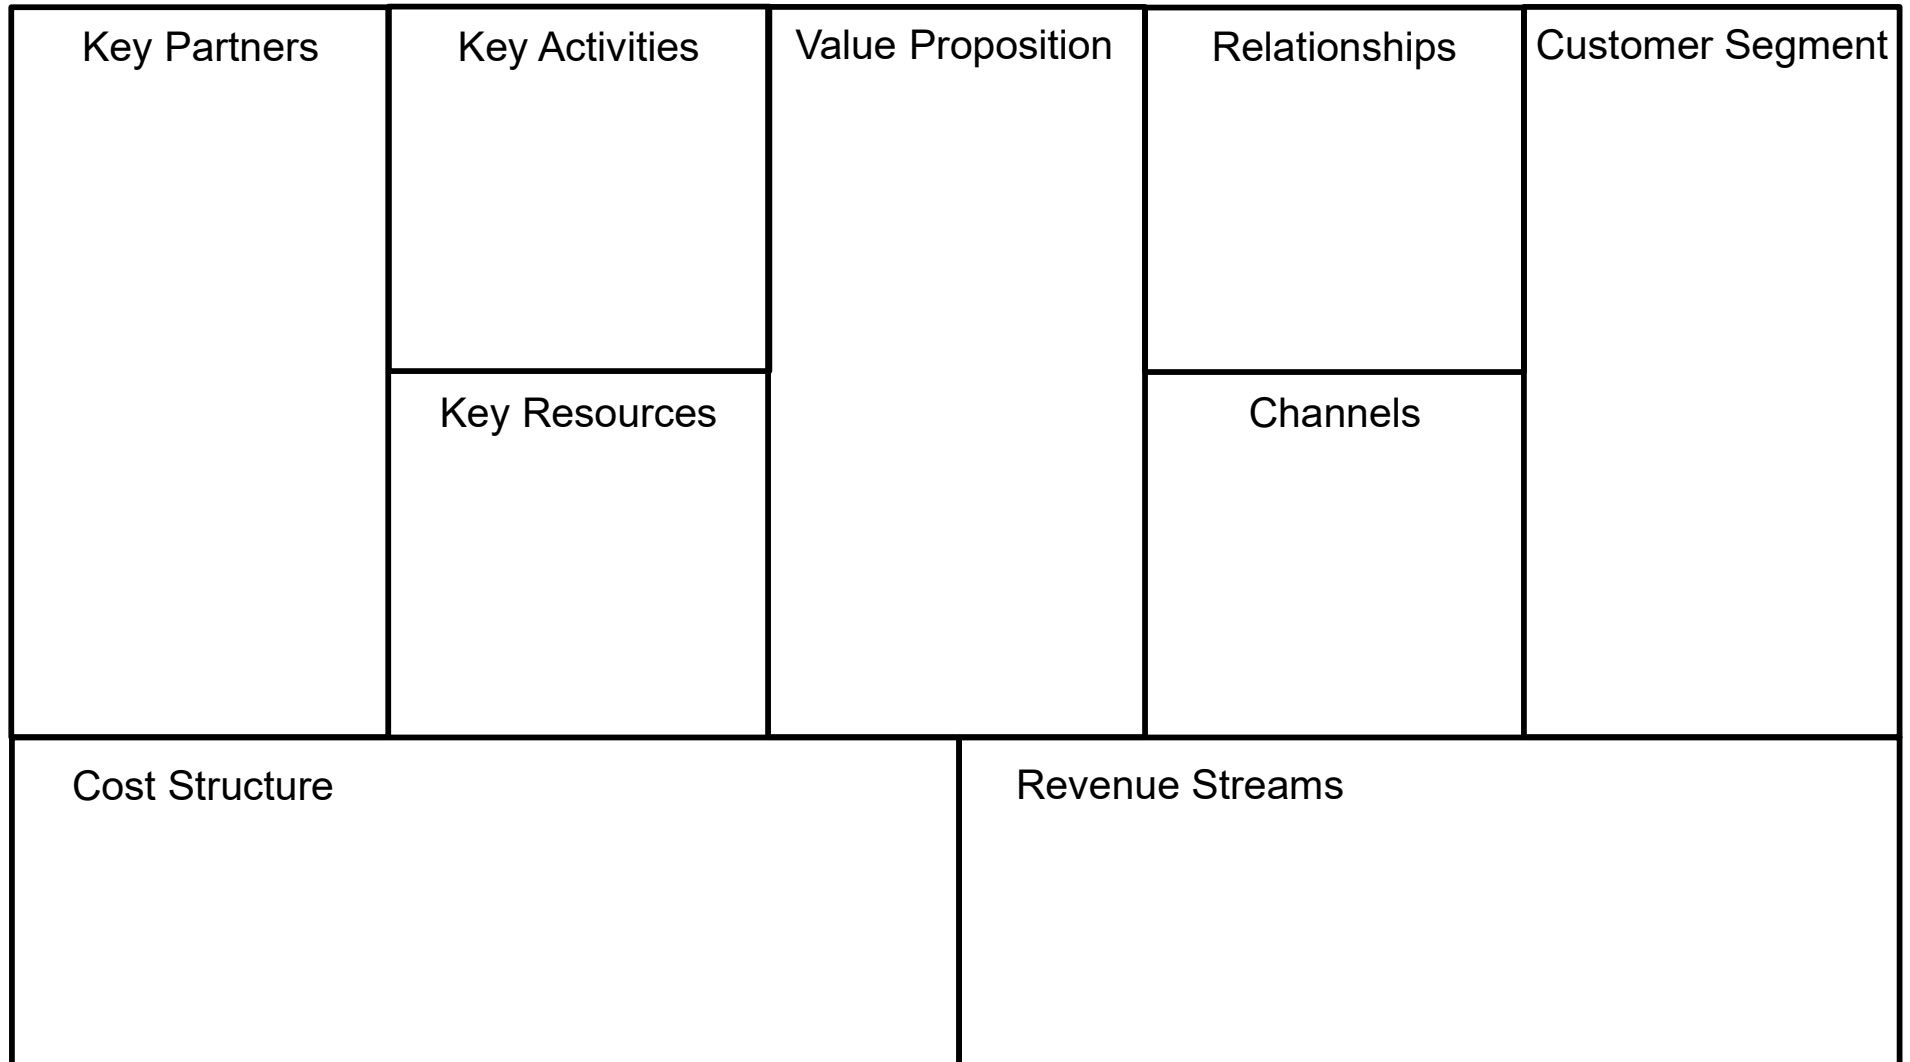 Key Partners
Key Activities
Value Proposition
Relationships
Customer Segment
Key Resources
Channels
Cost Structure
Revenue Streams